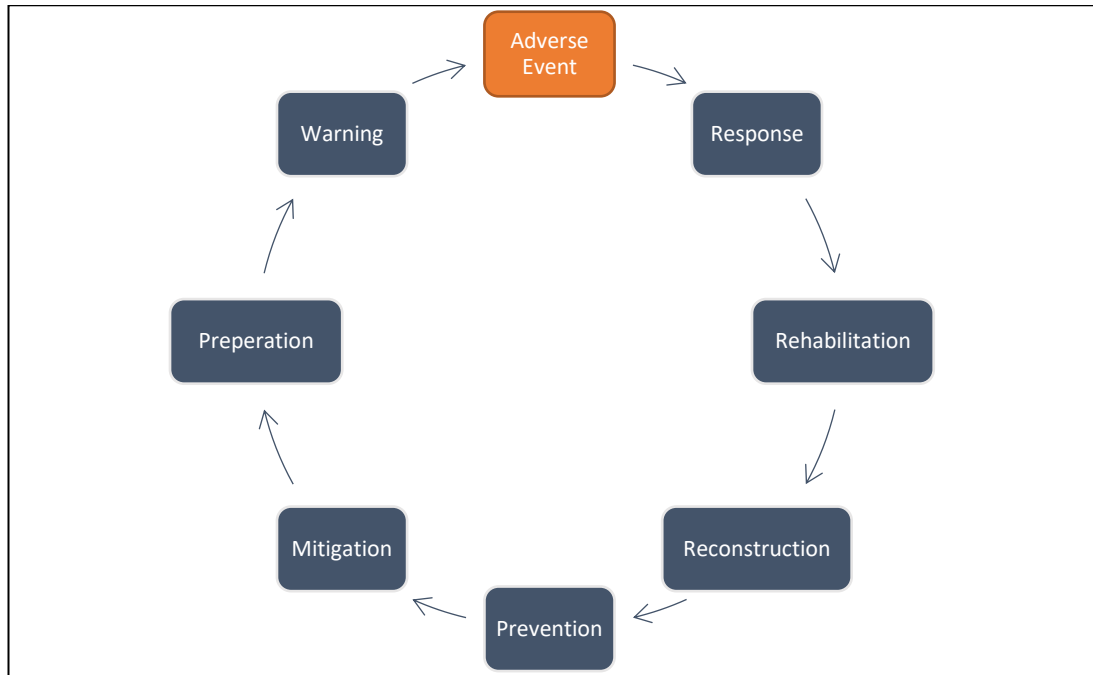 Adverse
Event
Response
Rehabilitation
Reconstruction
Prevention
Mitigation
Preperation
Warning